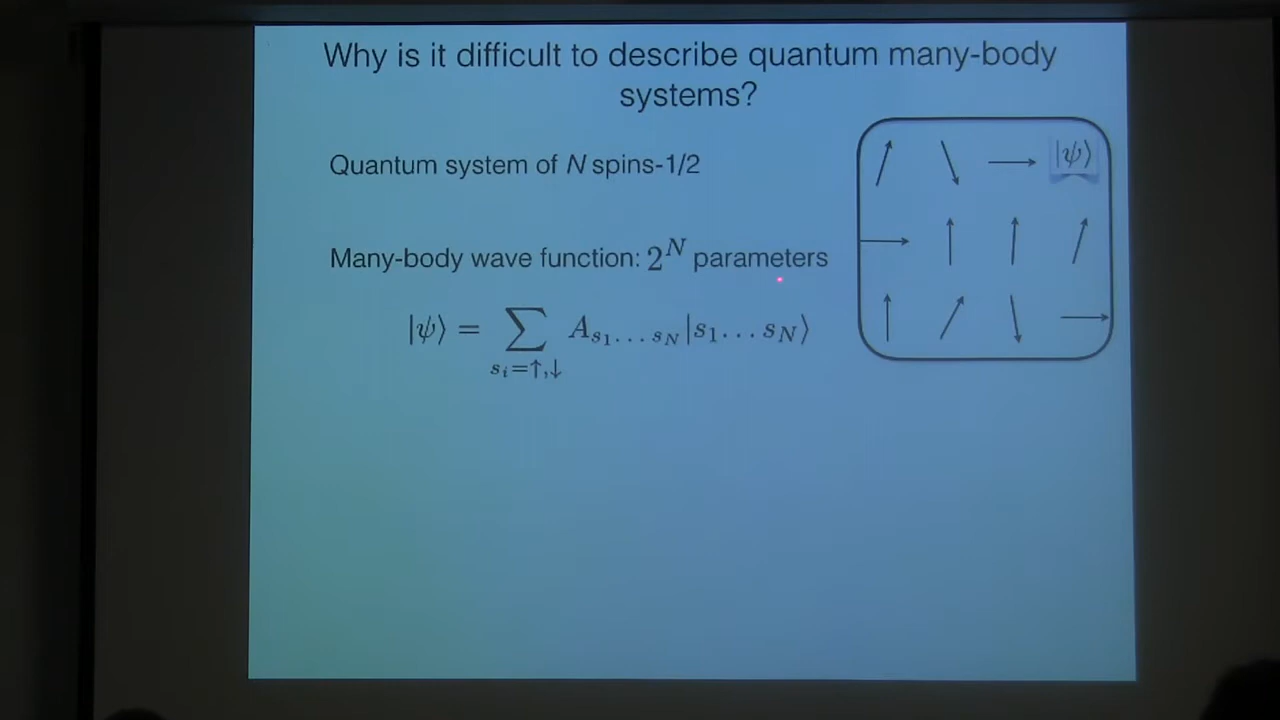 Why is it difficult to describe quantum many-body
systems?
Quantum system of N spins-1/2
|ψ⟩
Many-body wave function: 2^N parameters
|ψ⟩ = ∑ A_{s_1...s_N} |s_1...s_N⟩
s_i=↑,↓